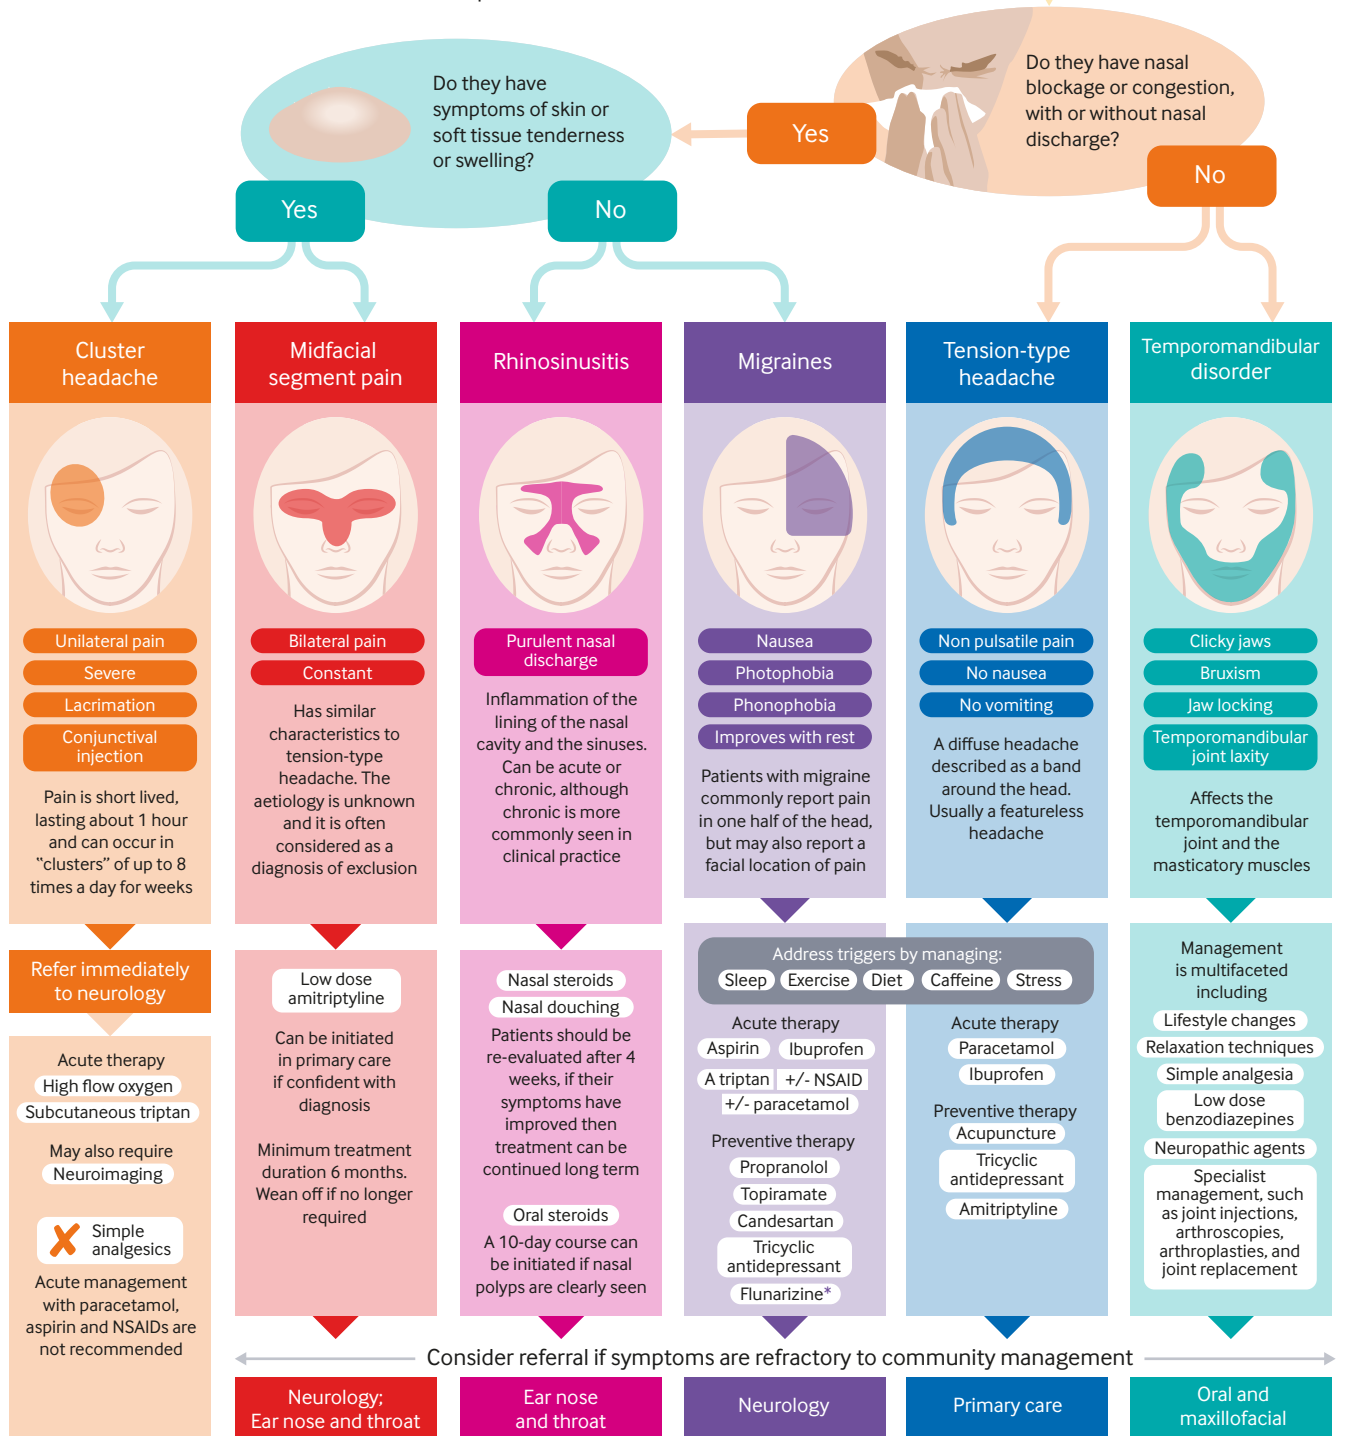 Do they have
symptoms of skin or
soft tissue tenderness
or swelling?
Yes
No
Do they have nasal
blockage or congestion,
with or without nasal
discharge?
Yes
No
Cluster
headache
Unilateral pain
Severe
Lacrimation
Conjunctival
injection
Pain is short lived,
lasting about 1 hour
and can occur in
"clusters" of up to 8
times a day for weeks
Refer immediately
to neurology
Acute therapy
High flow oxygen
Subcutaneous triptan
May also require
Neuroimaging
Simple
analgesics
Acute management
with paracetamol,
aspirin and NSAIDs are
not recommended
Midfacial
segment pain
Bilateral pain
Constant
Has similar
characteristics to
tension-type
headache. The
aetiology is unknown
and it is often
considered as a
diagnosis of exclusion
Low dose
amitriptyline
Can be initiated
in primary care
if confident with
diagnosis
Minimum treatment
duration 6 months.
Wean off if no longer
required
Rhinosinusitis
Purulent nasal
discharge
Inflammation of the
lining of the nasal
cavity and the sinuses.
Can be acute or
chronic, although
chronic is more
commonly seen in
clinical practice
Nasal steroids
Nasal douching
Patients should be
re-evaluated after 4
weeks, if their
symptoms have
improved then
treatment can be
continued long term
Oral steroids
A 10-day course can
be initiated if nasal
polyps are clearly seen
Migraines
Nausea
Photophobia
Phonophobia
Improves with rest
Patients with migraine
commonly report pain
in one half of the head,
but may also report a
facial location of pain
Address triggers by managing:
Sleep Exercise Diet Caffeine Stress
Acute therapy
Aspirin Ibuprofen
A triptan +/- NSAID
+/- paracetamol
Preventive therapy
Propranolol
Topiramate
Candesartan
Tricyclic
antidepressant
Flunarizine*
Tension-type
headache
Non pulsatile pain
No nausea
No vomiting
A diffuse headache
described as a band
around the head.
Usually a featureless
headache
Acute therapy
Paracetamol
Ibuprofen
Preventive therapy
Acupuncture
Tricyclic
antidepressant
Amitriptyline
Temporomandibular
disorder
Clicky jaws
Bruxism
Jaw locking
Temporomandibular
joint laxity
Affects the
temporomandibular
joint and the
masticatory muscles
Management
is multifaceted
including
Lifestyle changes
Relaxation techniques
Simple analgesia
Low dose
benzodiazepines
Neuropathic agents
Specialist
management, such
as joint injections,
arthroscopies,
arthroplasties, and
joint replacement
Consider referral if symptoms are refractory to community management
Neurology;
Ear nose and throat
Ear nose
and throat
Neurology
Primary care
Oral and
maxillofacial